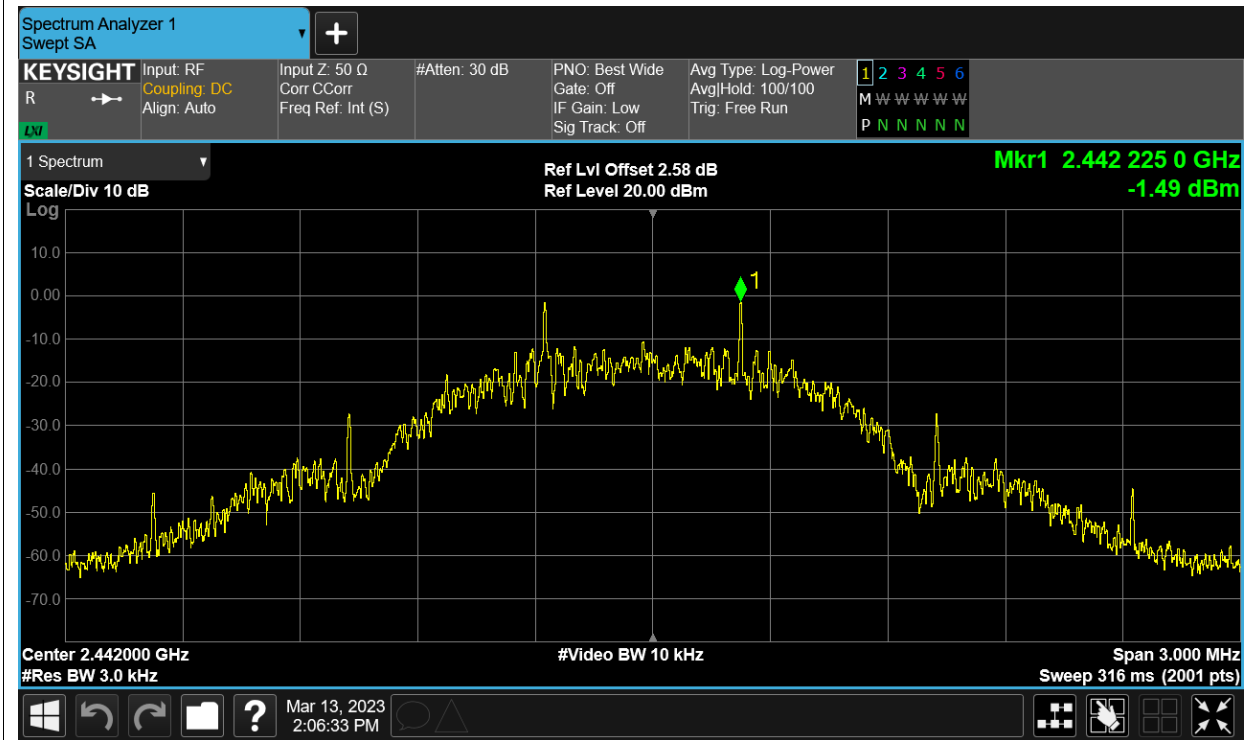 Spectrum Analyzer 1
Swept SA
KEYSIGHT
R
LXI
Input: RF
Coupling: DC
Align: Auto
Input Z: 50 Ω
Corr CCorr
Freq Ref: Int (S)
#Atten: 30 dB
PNO: Best Wide
Gate: Off
IF Gain: Low
Sig Track: Off
Avg Type: Log-Power
Avg|Hold: 100/100
Trig: Free Run
1 2 3 4 5 6
M W W W W W
P N N N N N
1 Spectrum
Scale/Div 10 dB
Log
Ref Lvl Offset 2.58 dB
Ref Level 20.00 dBm
Mkr1 2.442 225 0 GHz
-1.49 dBm
1
10.0
0.00
-10.0
-20.0
-30.0
-40.0
-50.0
-60.0
-70.0
Center 2.442000 GHz
#Res BW 3.0 kHz
#Video BW 10 kHz
Span 3.000 MHz
Sweep 316 ms (2001 pts)
?
Mar 13, 2023
2:06:33 PM